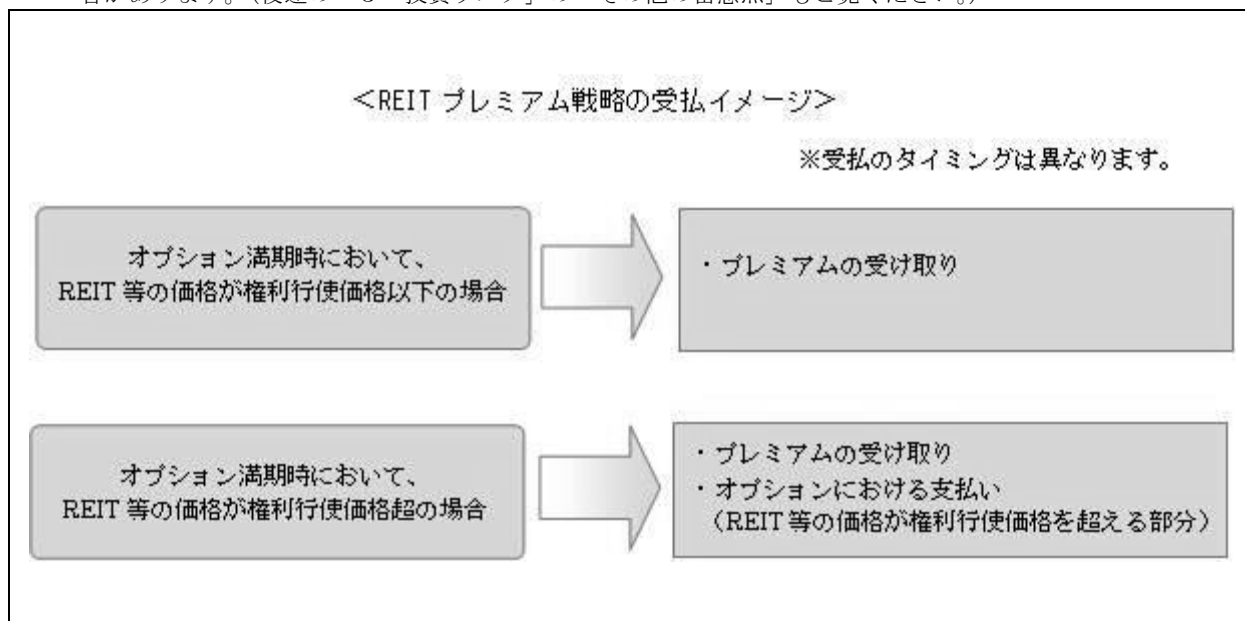 ＜REIT プレミアム戦略の受払イメージ＞
※受払のタイミングは異なります。
オプション満期時において、
REIT 等の価格が権利行使価格以下の場合
・プレミアムの受け取り
オプション満期時において、
REIT 等の価格が権利行使価格超の場合
・プレミアムの受け取り
・オプションにおける支払い
（REIT 等の価格が権利行使価格を超える部分）